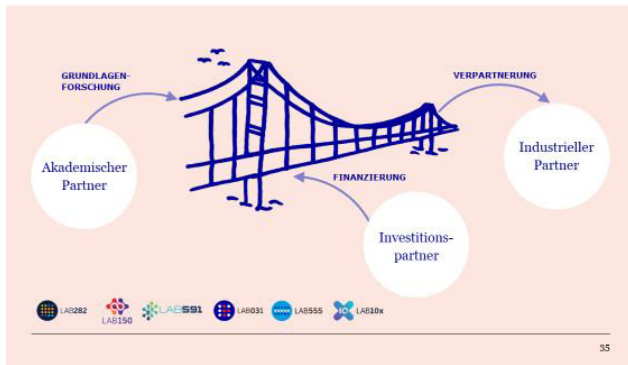 GRUNDLAGEN-
FORSCHUNG
VERPARTNERUNG
Akademischer
Partner
Industrieller
Partner
FINANZIERUNG
Investitions-
partner
LAB282
LAB150
LAB591
LAB031
LAB555
LAB10x
35